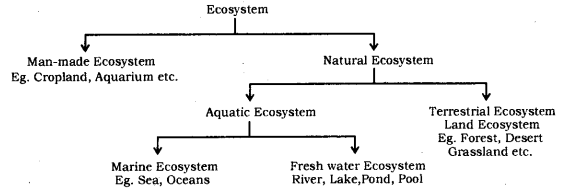 Ecosystem
Man-made Ecosystem
Eg. Cropland, Aquarium etc.
Natural Ecosystem
Aquatic Ecosystem
Terrestrial Ecosystem
Land Ecosystem
Eg. Forest, Desert
Grassland etc.
Marine Ecosystem
Eg. Sea, Oceans
Fresh water Ecosystem
River, Lake,Pond, Pool